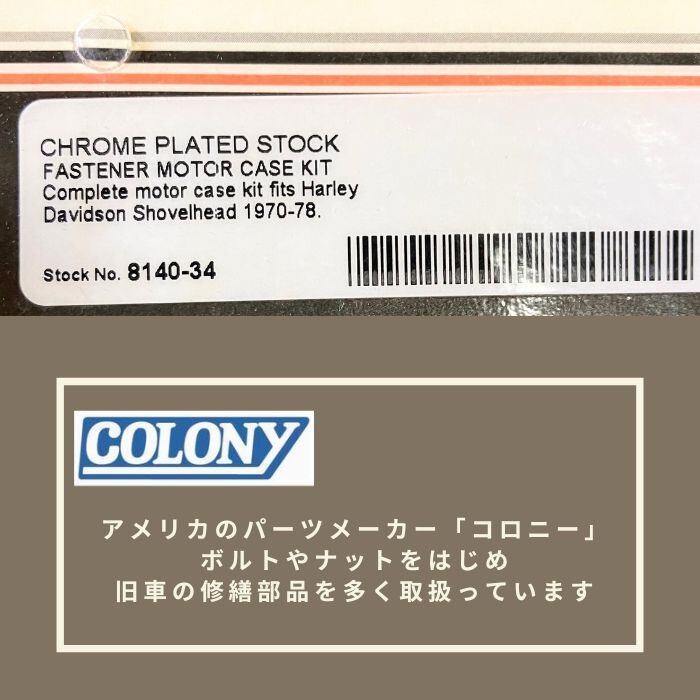 CHROME PLATED STOCK
FASTENER MOTOR CASE KIT
Complete motor case kit fits Harley
Davidson Shovelhead 1970-78.
Stock No. 8140-34
COLONY
アメリカのパーツメーカー「コロニー」
ボルトやナットをはじめ
旧車の修繕部品を多く取扱っています